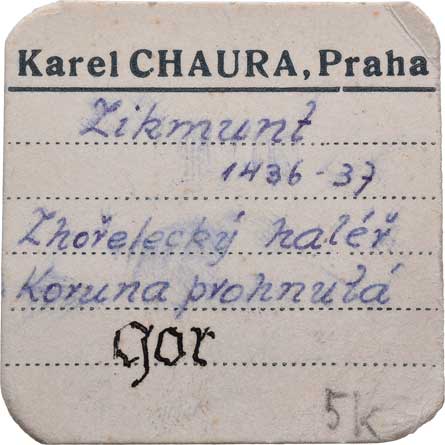 Karel CHAURA, Praha
Zikmunt
1436-37
Zhořelecký haléř
Koruna prohnutá
gor
5k